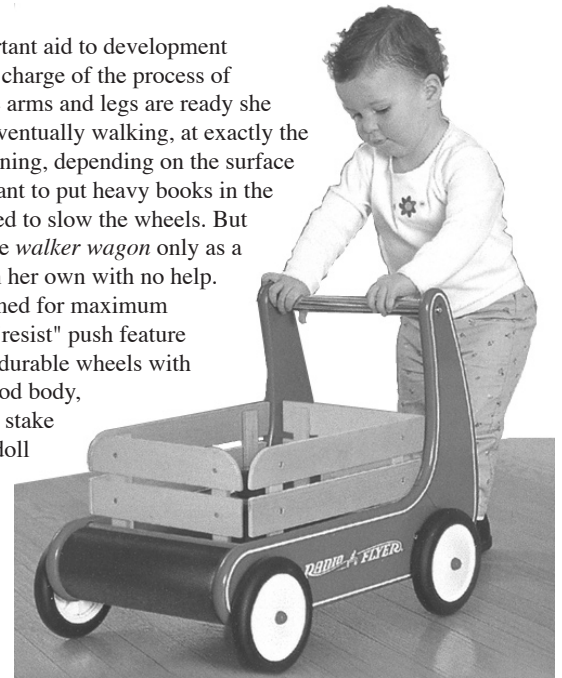 rtant aid to development
charge of the process of
arms and legs are ready she
ventually walking, at exactly the
ning, depending on the surface
ant to put heavy books in the
ed to slow the wheels. But
e walker wagon only as a
her own with no help.
ned for maximum
resist" push feature
durable wheels with
od body,
stake
doll
RADIO FLYER